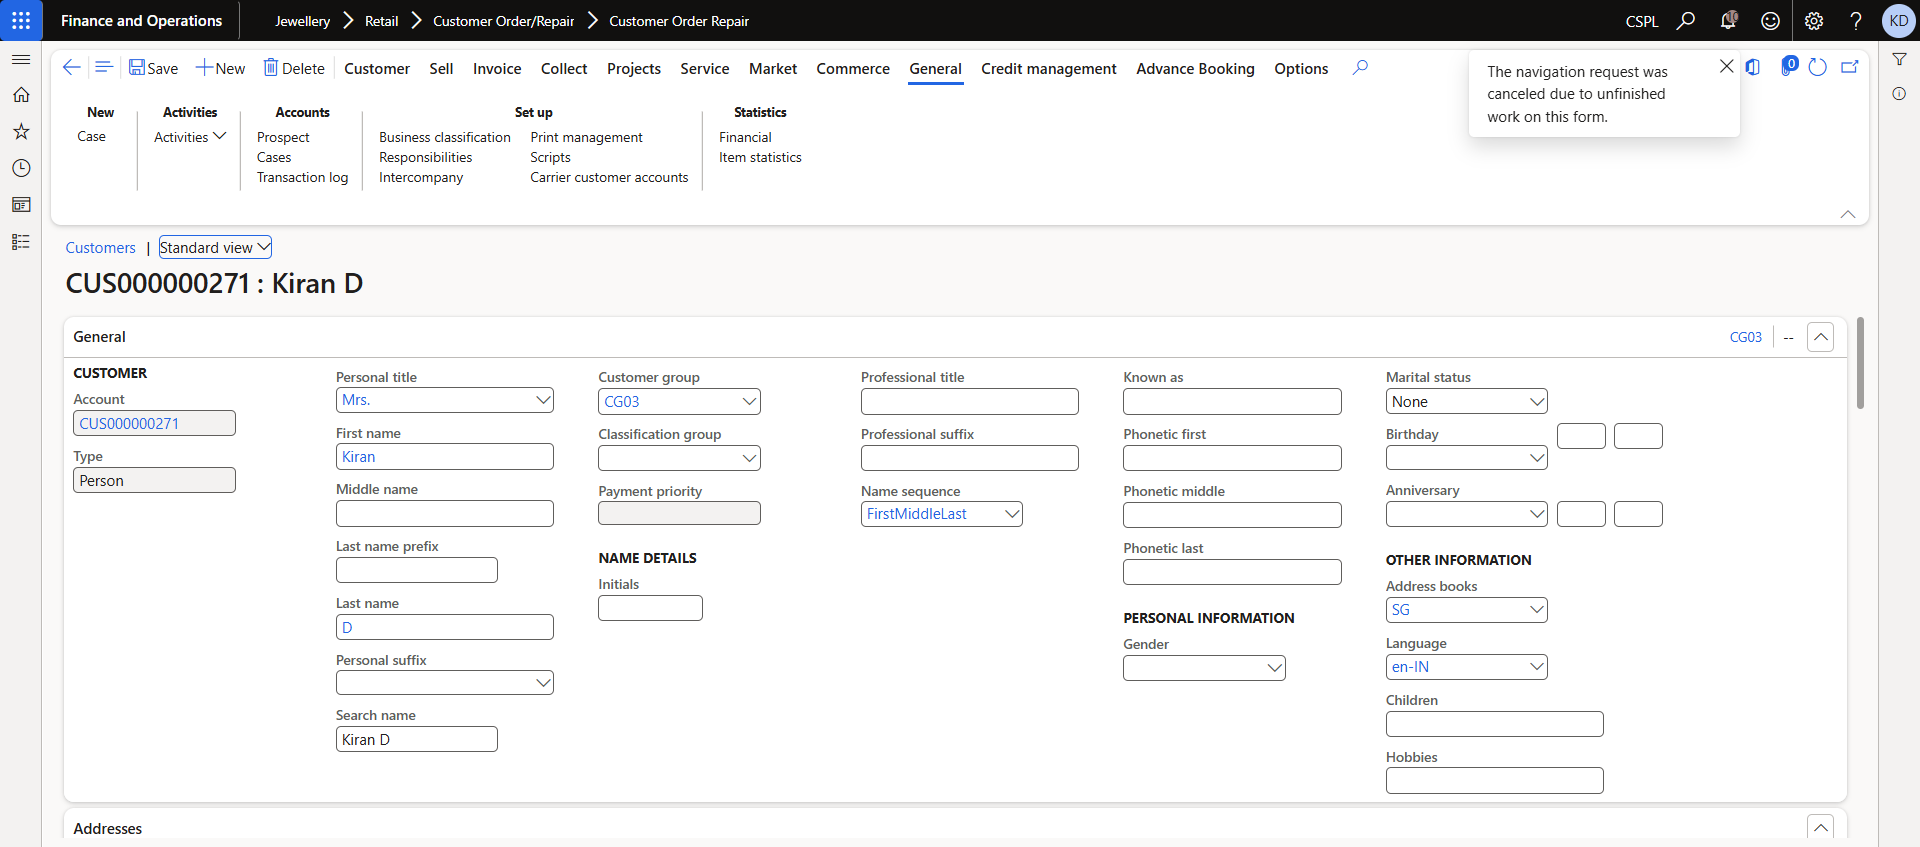 Finance and Operations
Jewellery
Retail
Customer Order/Repair
Customer Order Repair
CSPL
KD
Save
New
Delete
Customer
Sell
Invoice
Collect
Projects
Service
Market
Commerce
General
Credit management
Advance Booking
Options
0
The navigation request was
canceled due to unfinished
work on this form.
New
Case
Activities
Activities
Accounts
Prospect
Cases
Transaction log
Set up
Business classification
Responsibilities
Intercompany
Print management
Scripts
Carrier customer accounts
Statistics
Financial
Item statistics
Customers | Standard view
CUS000000271 : Kiran D
General
CG03
--
CUSTOMER
Account
CUS000000271
Type
Person
Personal title
Mrs.
First name
Kiran
Middle name
Last name prefix
Last name
D
Personal suffix
Search name
Kiran D
Customer group
CG03
Classification group
Payment priority
NAME DETAILS
Initials
Professional title
Professional suffix
Name sequence
FirstMiddleLast
Known as
Phonetic first
Phonetic middle
Phonetic last
PERSONAL INFORMATION
Gender
Marital status
None
Birthday
Anniversary
OTHER INFORMATION
Address books
SG
Language
en-IN
Children
Hobbies
Addresses